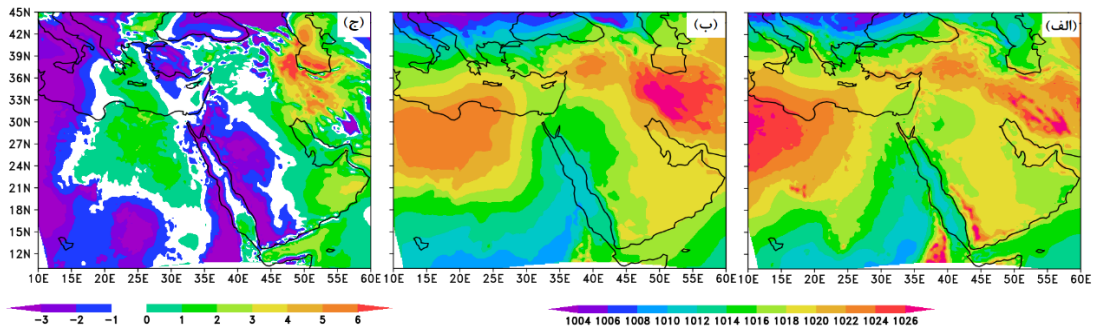 (ج) (ب) (الف)
45N
42N
39N
36N
33N
30N
27N
24N
21N
18N
15N
12N
10E 15E 20E 25E 30E 35E 40E 45E 50E 55E 60E
10E 15E 20E 25E 30E 35E 40E 45E 50E 55E 60E
10E 15E 20E 25E 30E 35E 40E 45E 50E 55E 60E
-3 -2 -1 0 1 2 3 4 5 6
1004 1006 1008 1010 1012 1014 1016 1018 1020 1022 1024 1026